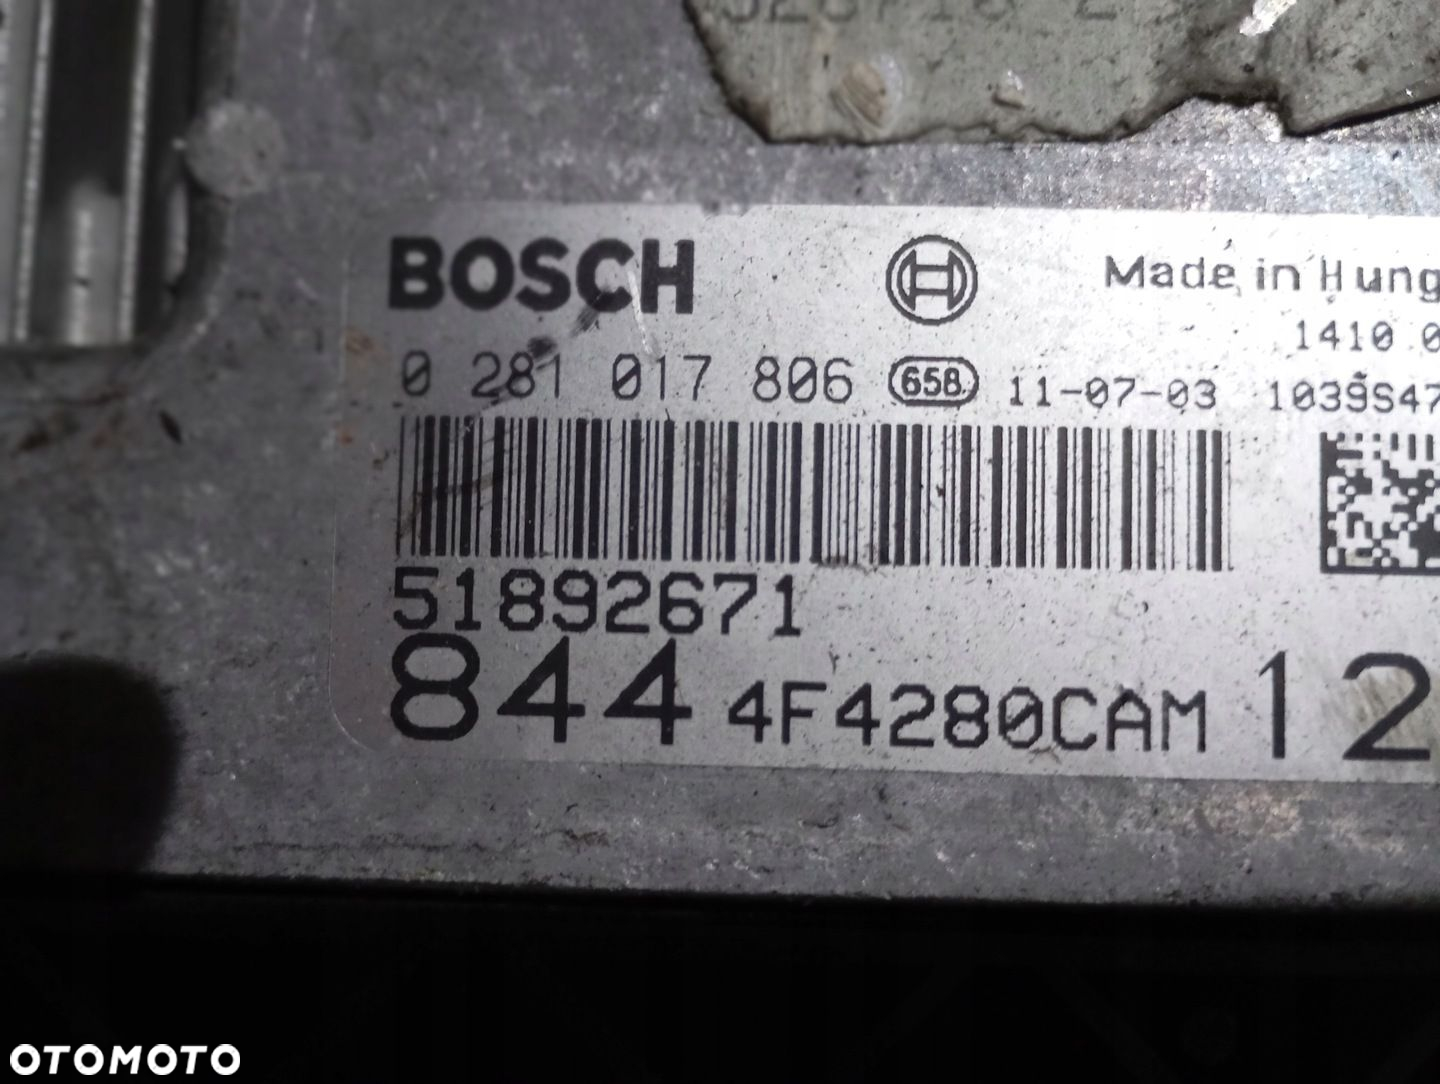 BOSCH
Made in Hung
1410 0
0 281 017 806 658 11-07-03 1039S47
51892671
844 4F4280CAM 12
OTOMOTO